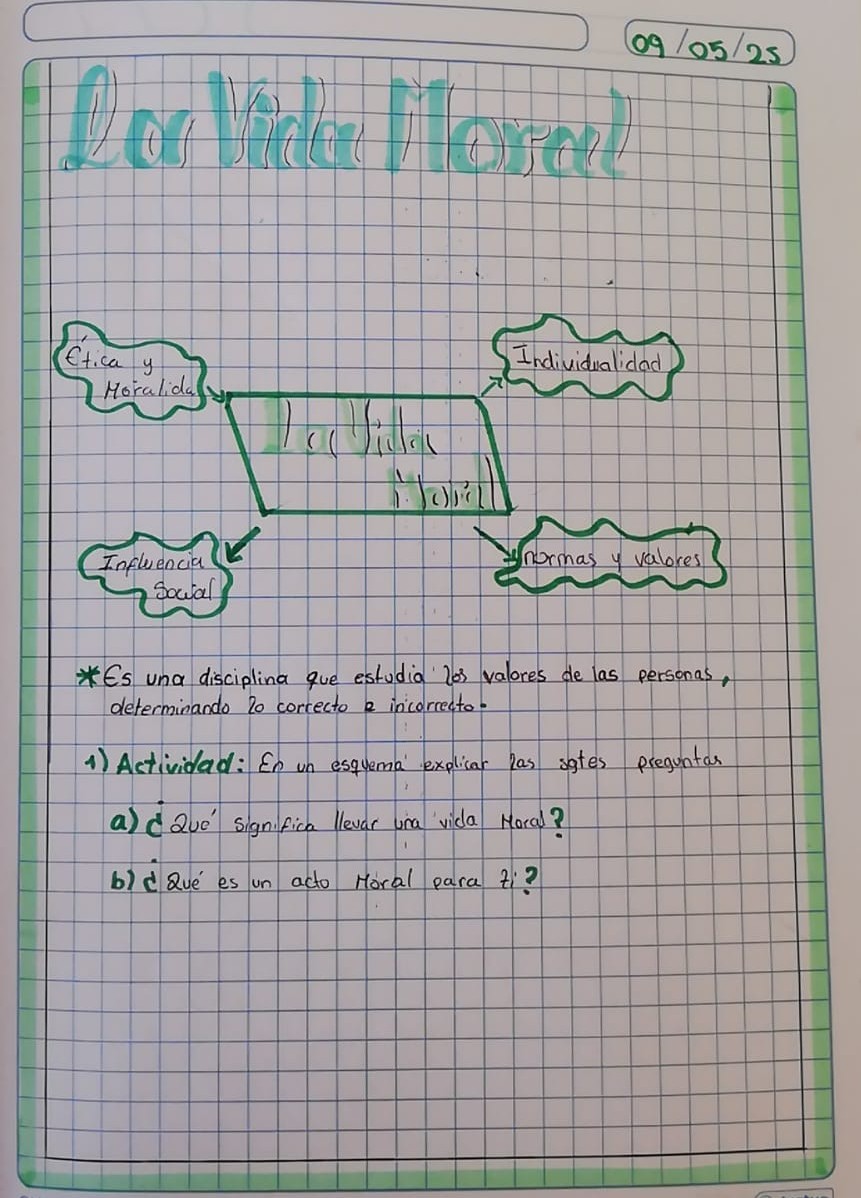 09/05/25
La Vida Moral
Ética y
Moralida
Individualidad
La Vida
Moral
Influencia
Social
normas y valores
*Es una disciplina que estudia los valores de las personas,
determinando lo correcto e incorrecto.
1) Actividad: En un esquema explicar las sgtes preguntas
a) ¿Qué significa llevar una vida Moral?
b) ¿Qué es un acto Moral para ti?